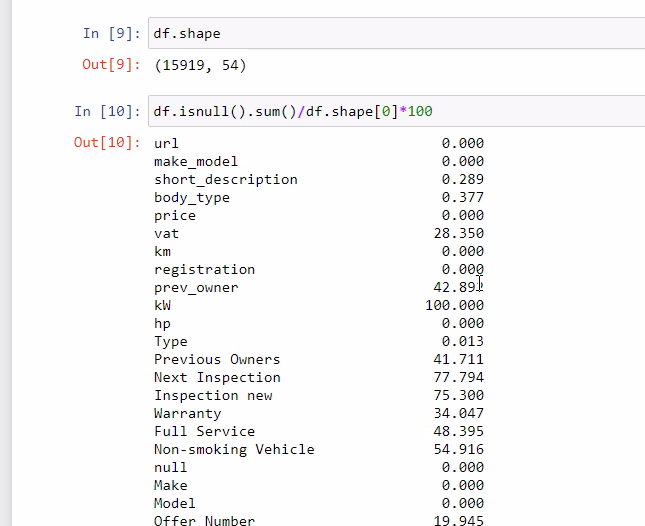 In [9]: df.shape
Out[9]: (15919, 54)
In [10]: df.isnull().sum()/df.shape[0]*100
Out[10]: url 0.000
make_model 0.000
short_description 0.289
body_type 0.377
price 0.000
vat 28.350
km 0.000
registration 0.000
prev_owner 42.892
kW 100.000
hp 0.000
Type 0.013
Previous Owners 41.711
Next Inspection 77.794
Inspection new 75.300
Warranty 34.047
Full Service 48.395
Non-smoking Vehicle 54.916
null 0.000
Make 0.000
Model 0.000
Offer Number 19.945